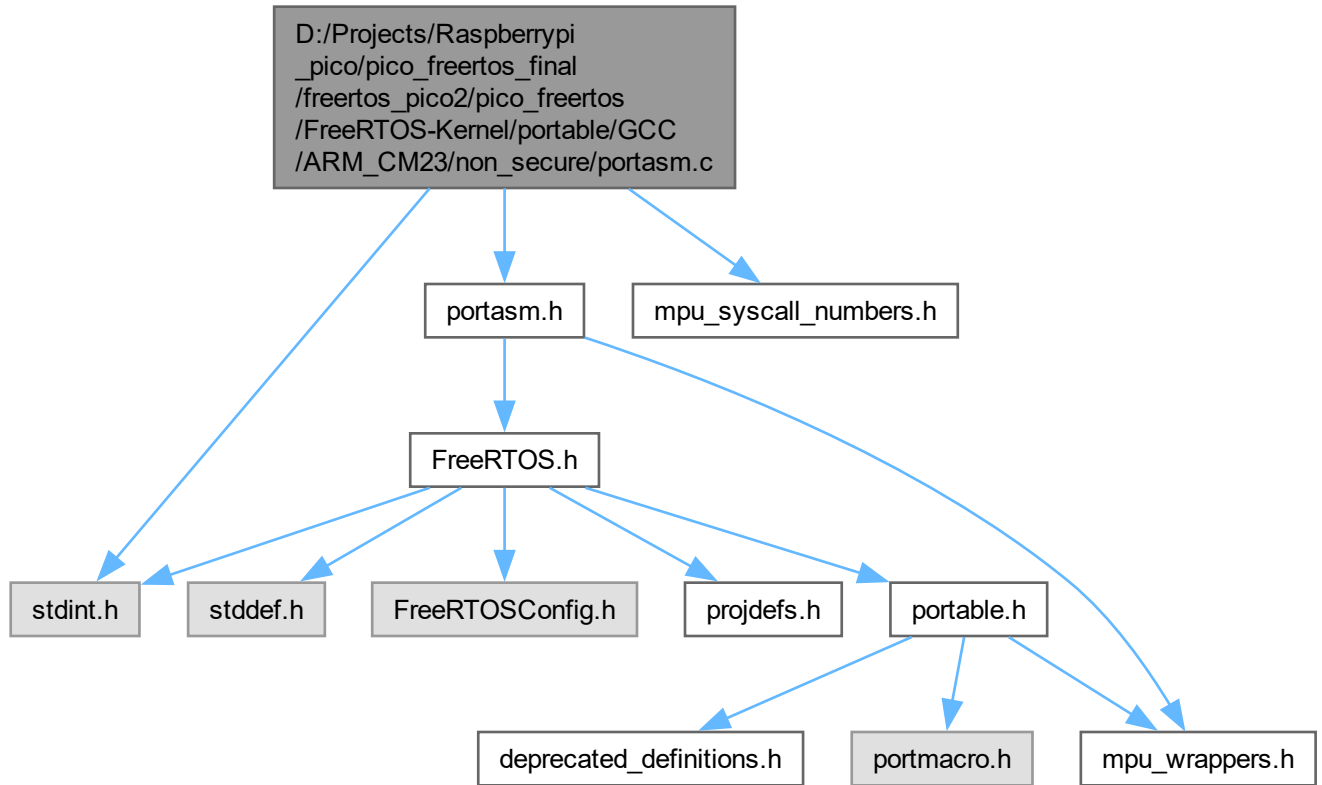 D:/Projects/Raspberrypi
_pico/pico_freertos_final
/freertos_pico2/pico_freertos
/FreeRTOS-Kernel/portable/GCC
/ARM_CM23/non_secure/portasm.c
portasm.h
mpu_syscall_numbers.h
FreeRTOS.h
stdint.h
stddef.h
FreeRTOSConfig.h
projdefs.h
portable.h
deprecated_definitions.h
portmacro.h
mpu_wrappers.h